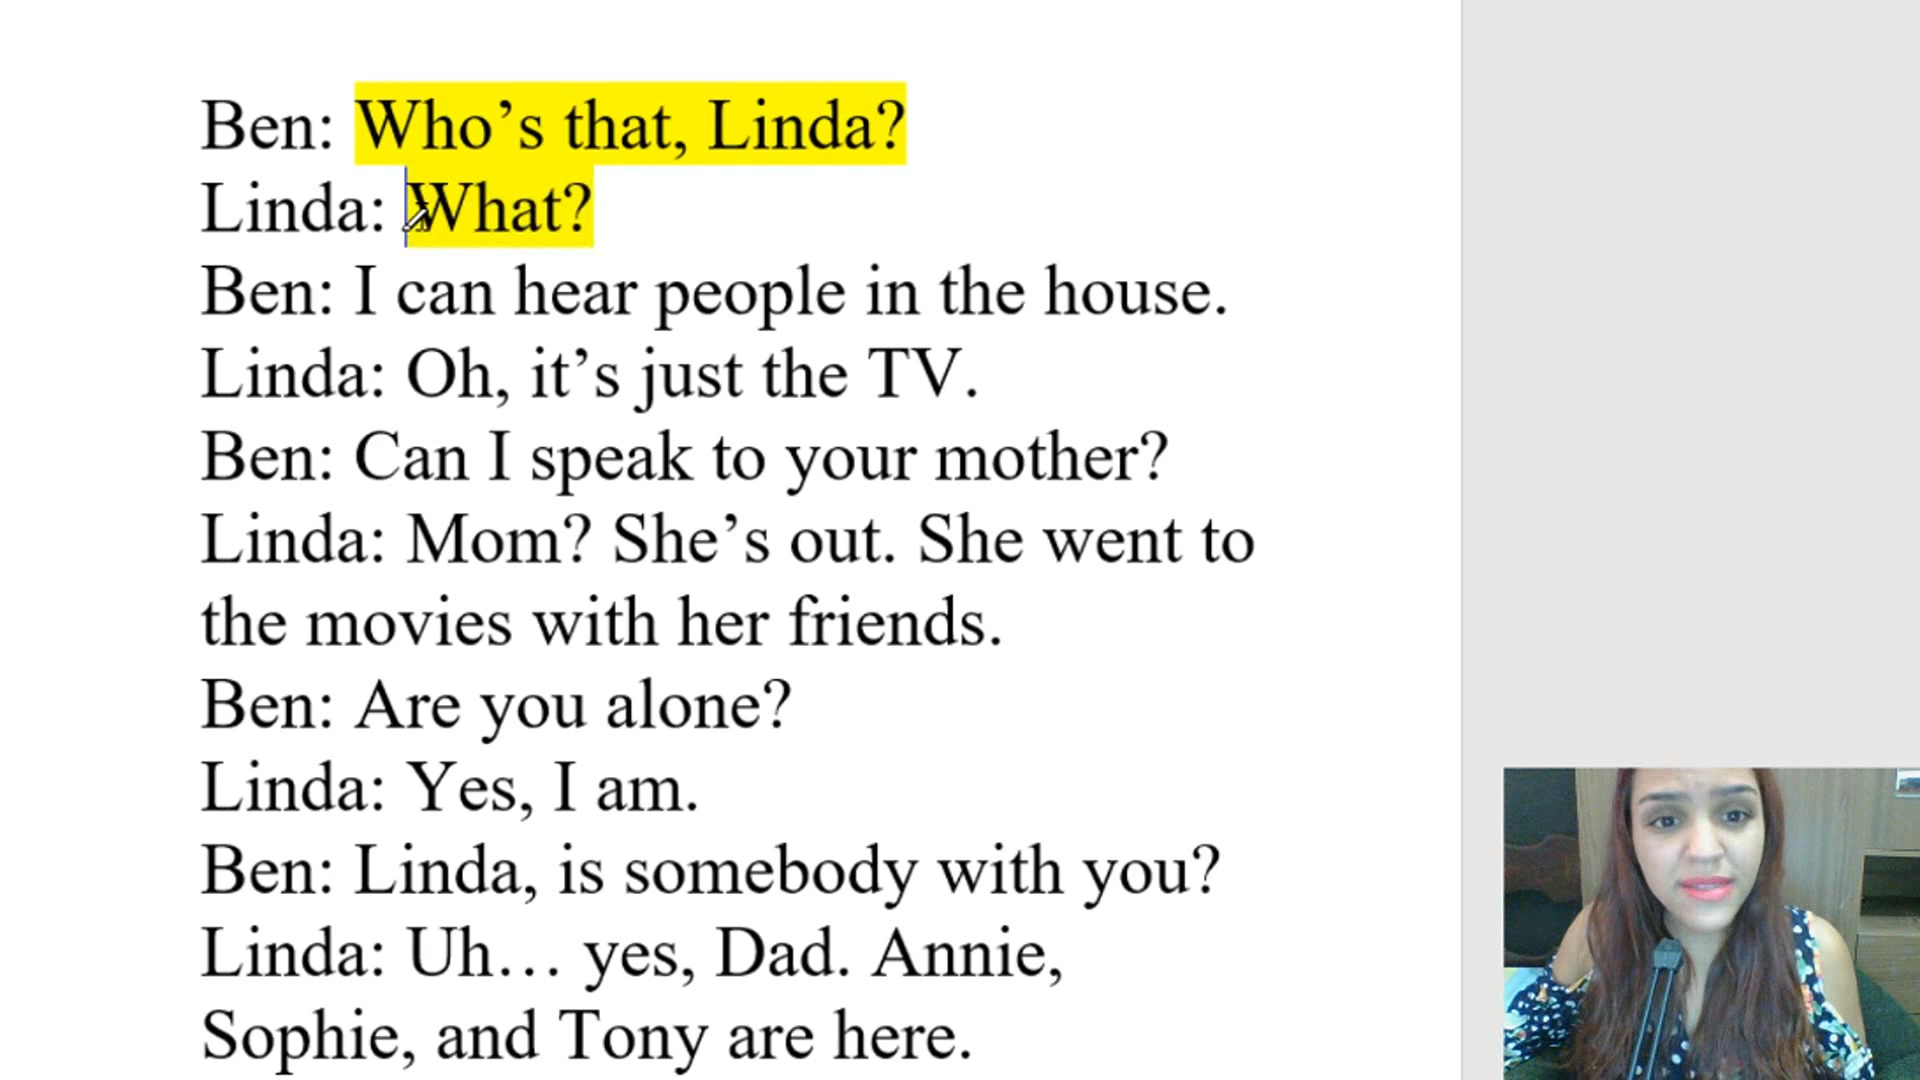 Ben: Who’s that, Linda?
Linda: What?
Ben: I can hear people in the house.
Linda: Oh, it’s just the TV.
Ben: Can I speak to your mother?
Linda: Mom? She’s out. She went to
the movies with her friends.
Ben: Are you alone?
Linda: Yes, I am.
Ben: Linda, is somebody with you?
Linda: Uh… yes, Dad. Annie,
Sophie, and Tony are here.